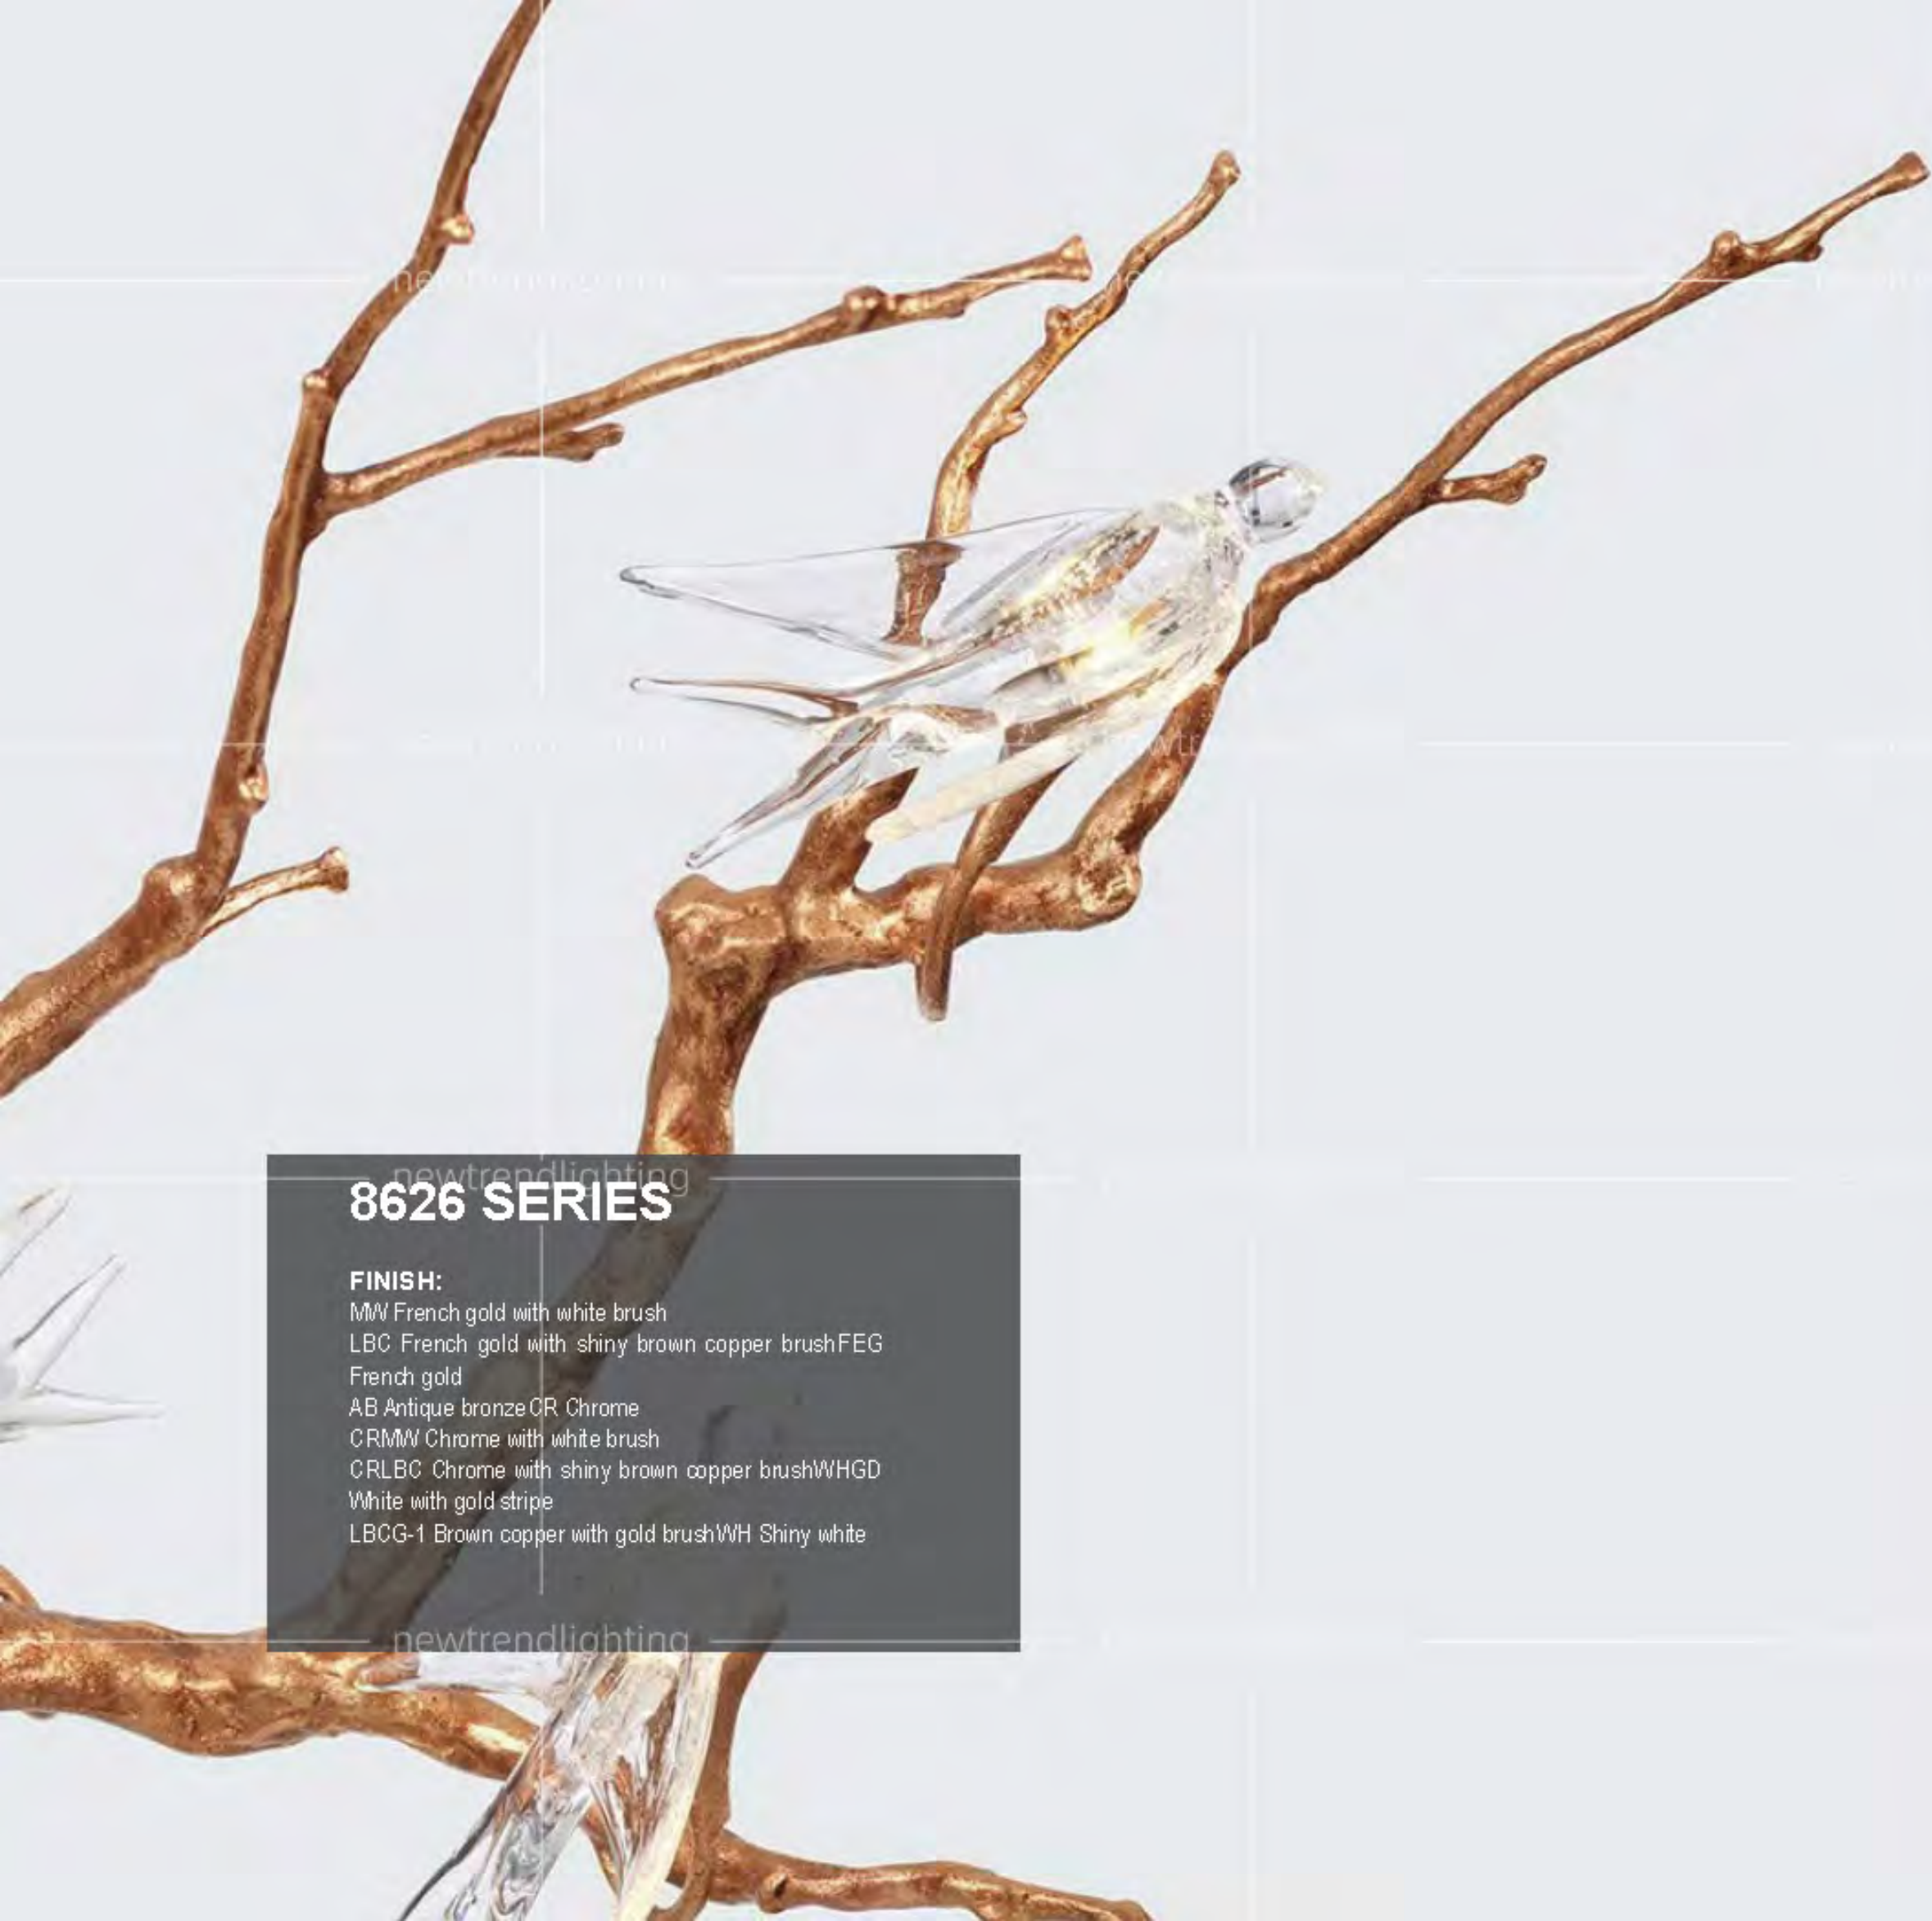 newtrendlighting
8626 SERIES
FINISH:
MW French gold with white brush
LBC French gold with shiny brown copper brushFEG
French gold
AB Antique bronzeCR Chrome
CRMW Chrome with white brush
CRLBC Chrome with shiny brown copper brushWHGD
White with gold stripe
LBCG-1 Brown copper with gold brushWH Shiny white
newtrendlighting